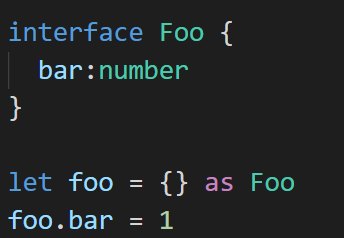 interface Foo {
  bar:number
}

let foo = {} as Foo
foo.bar = 1